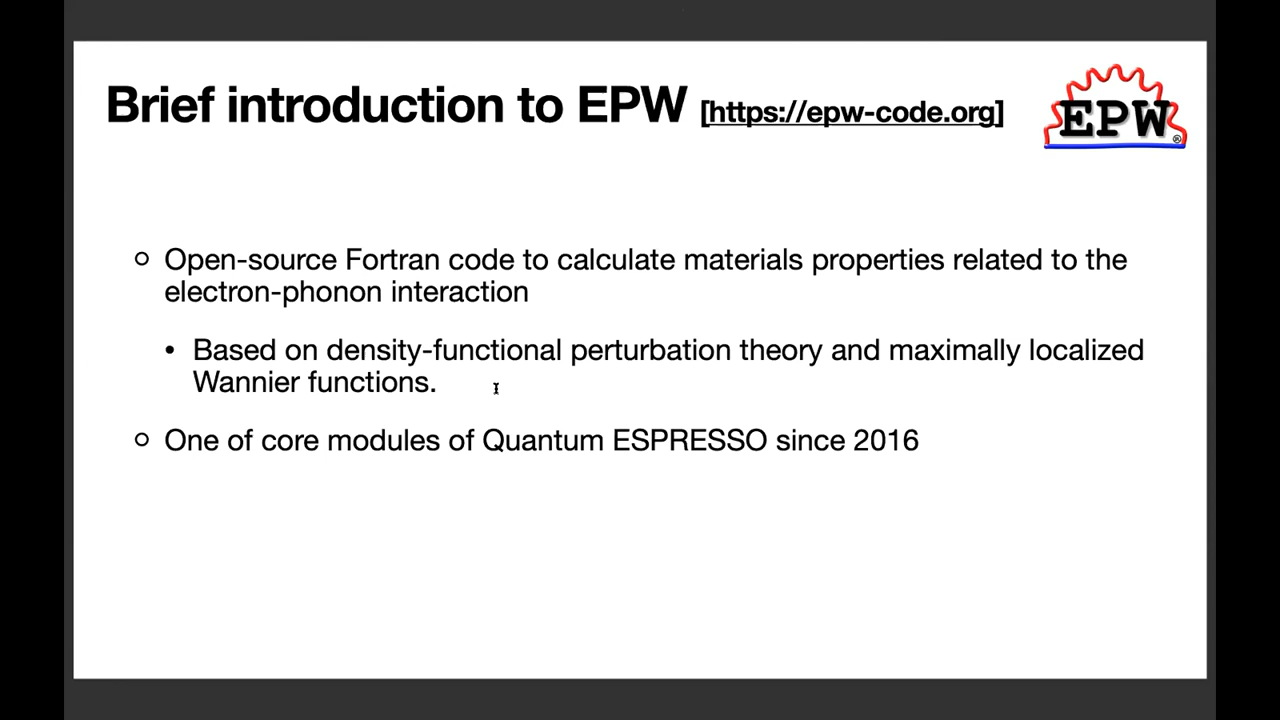 Brief introduction to EPW [https://epw-code.org]
EPW®
○ Open-source Fortran code to calculate materials properties related to the
electron-phonon interaction
• Based on density-functional perturbation theory and maximally localized
Wannier functions.
○ One of core modules of Quantum ESPRESSO since 2016